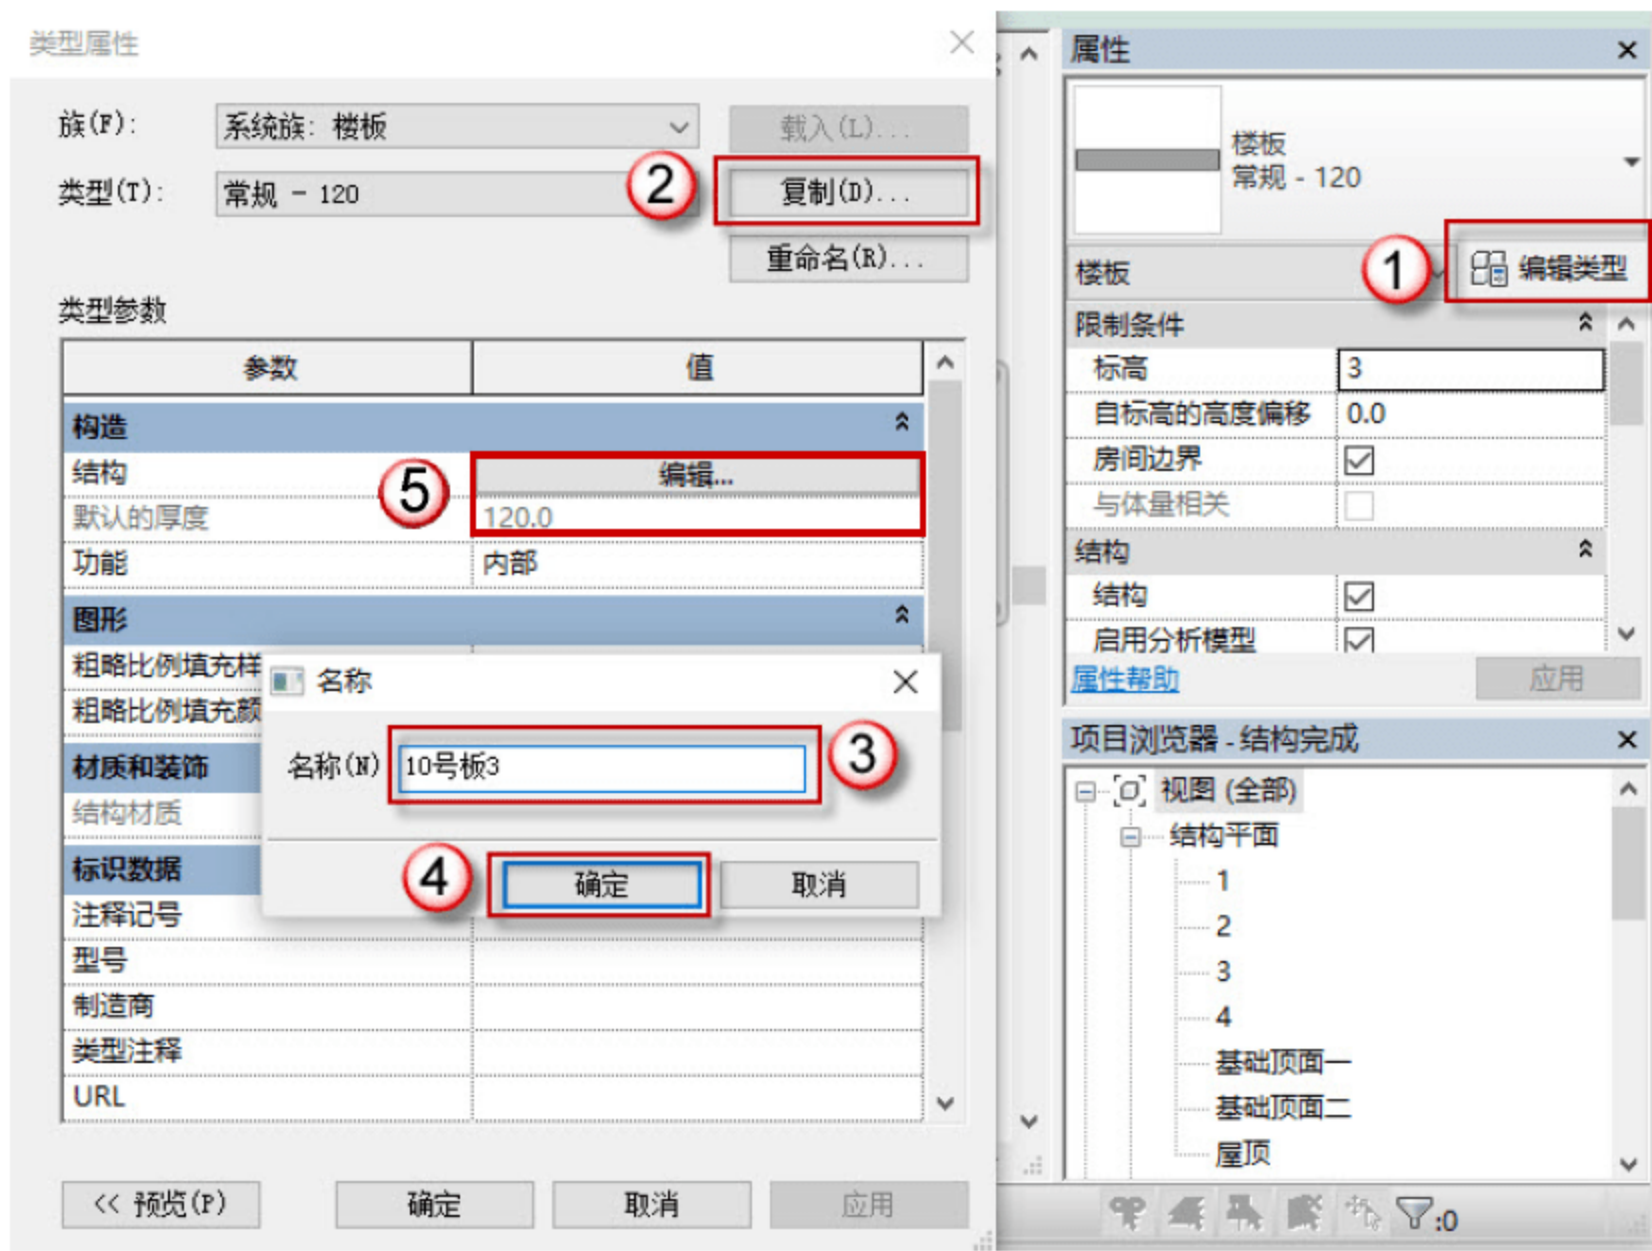 类型属性
族(F):
系统族: 楼板
载入(L)...
类型(T):
常规 - 120
2
复制(D)...
重命名(R)...
类型参数
参数
值
构造
结构
5
编辑...
默认的厚度
120.0
功能
内部
图形
粗略比例填充样
粗略比例填充颜
材质和装饰
结构材质
标识数据
注释记号
型号
制造商
类型注释
URL
名称
名称(N)
10号板3
3
4
确定
取消
<< 预览(P)
确定
取消
应用
属性
楼板
常规 - 120
楼板
1
编辑类型
限制条件
标高
3
自标高的高度偏移
0.0
房间边界
与体量相关
结构
结构
启用分析模型
属性帮助
应用
项目浏览器 - 结构完成
视图 (全部)
结构平面
1
2
3
4
基础顶面一
基础顶面二
屋顶
:0